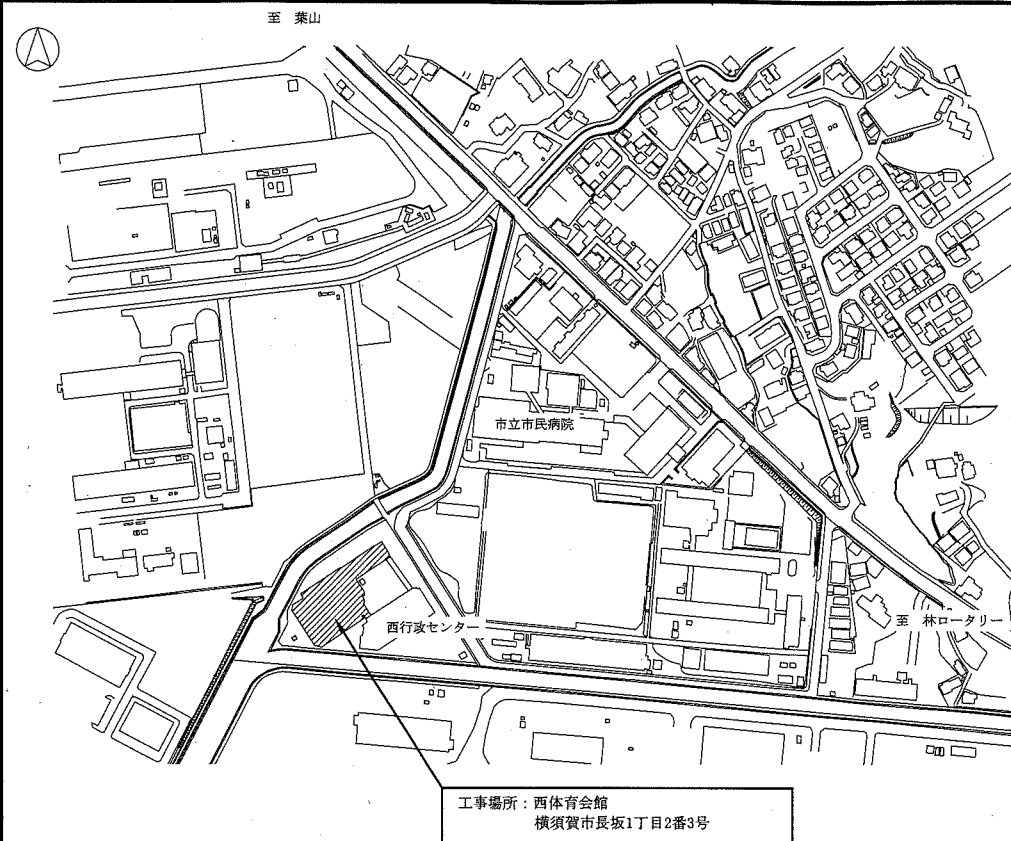 至 葉山
市立市民病院
西行政センター
至 林ロータリー
工事場所：西体育会館
横須賀市長坂1丁目2番3号